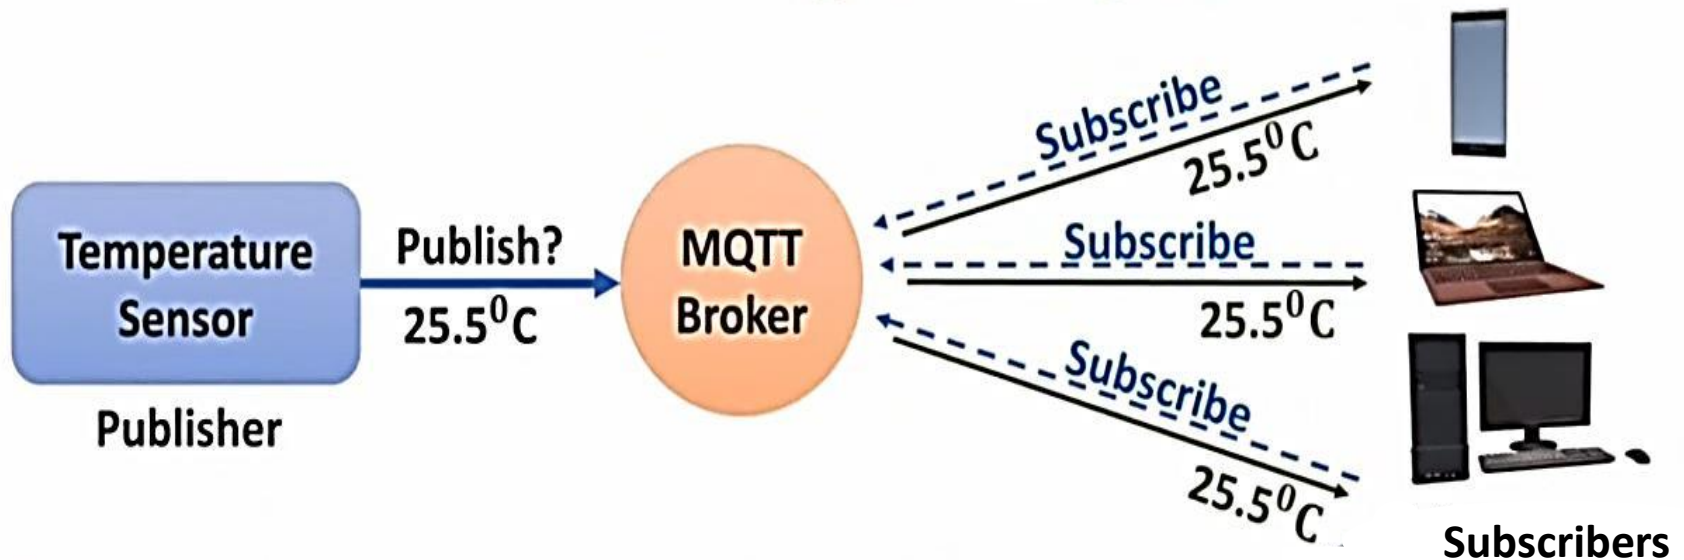 Temperature
Sensor
Publisher
Publish?
25.5⁰C
MQTT
Broker
Subscribe
25.5⁰C
Subscribe
25.5⁰C
Subscribe
25.5⁰C
Subscribers